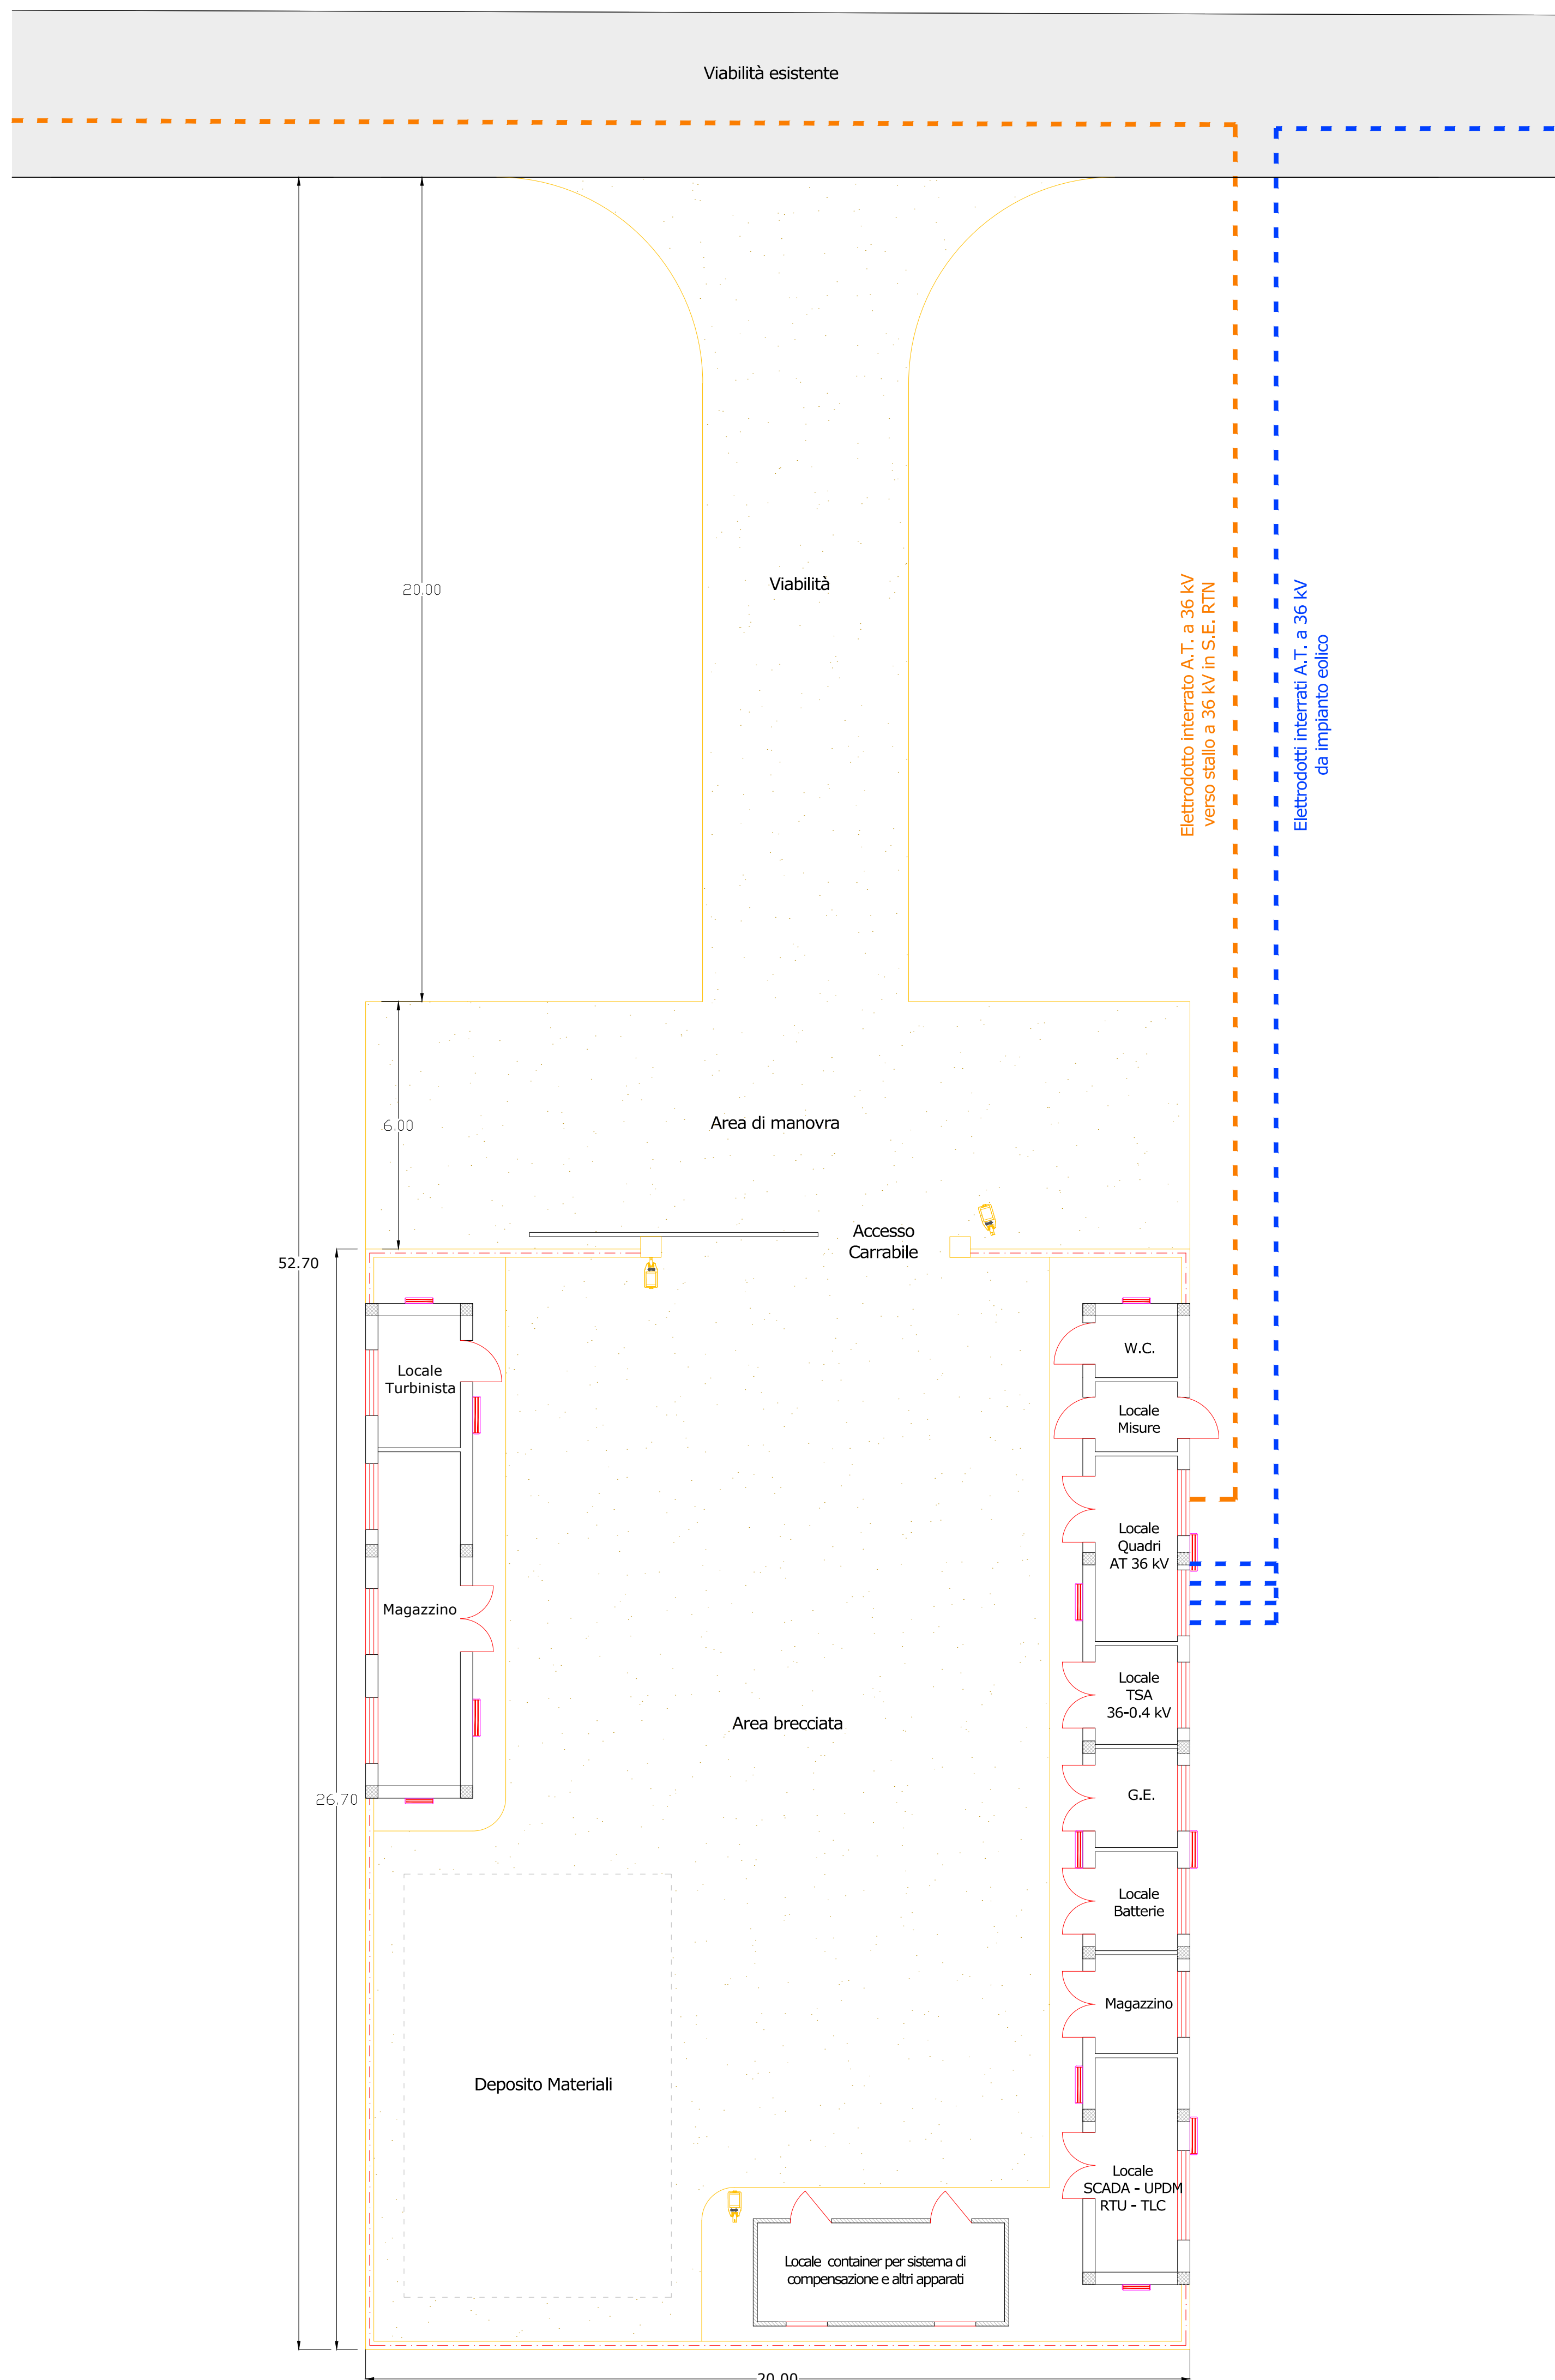 Viabilità esistente
20.00
Viabilità
Elettrodotto interrato A.T. a 36 kV
verso stallo a 36 kV in S.E. RTN
Elettrodotti interrati A.T. a 36 kV
da impianto eolico
6.00
Area di manovra
Accesso
Carrabile
52.70
Locale
Turbinista
W.C.
Locale
Misure
Locale
Quadri
AT 36 kV
Magazzino
Locale
TSA
36-0.4 kV
Area brecciata
26.70
G.E.
Locale
Batterie
Magazzino
Deposito Materiali
Locale
SCADA - UPDM
RTU - TLC
Locale container per sistema di
compensazione e altri apparati
20.00